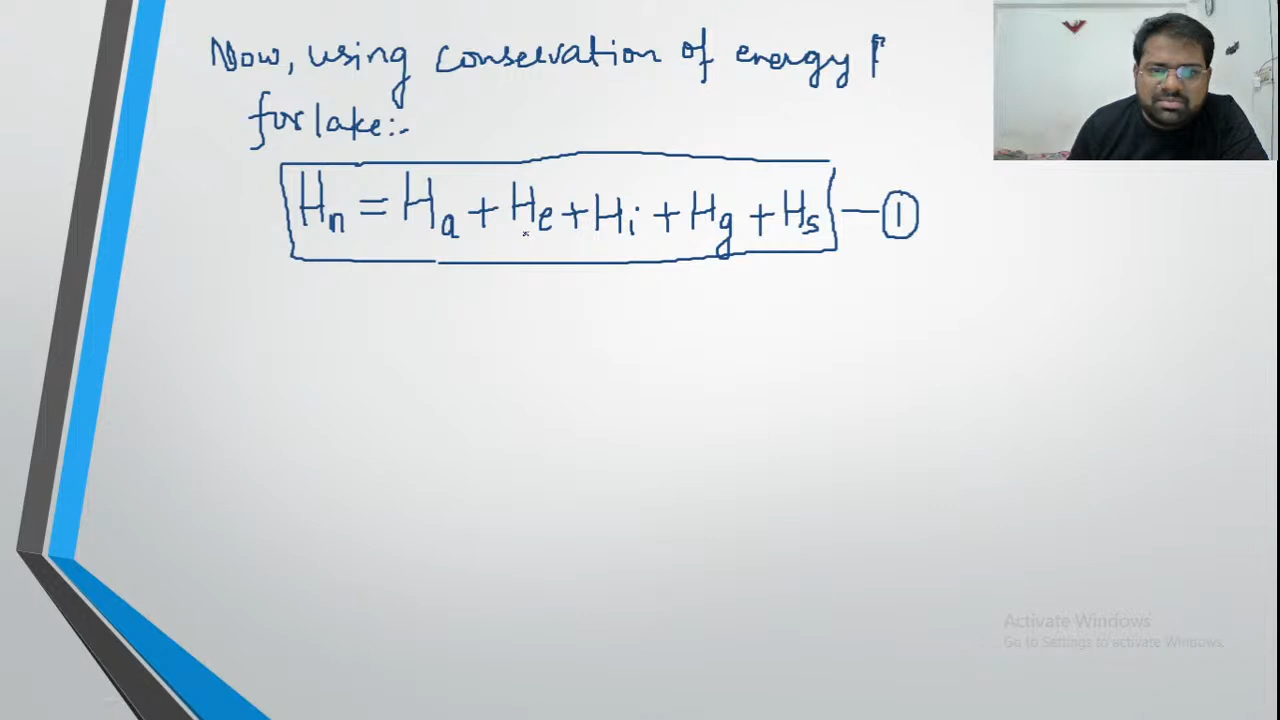 Now, using conservation of energy
for lake:-
Hn = Ha + He + Hi + Hg + Hs — ①
Activate Windows
Go to Settings to activate Windows.